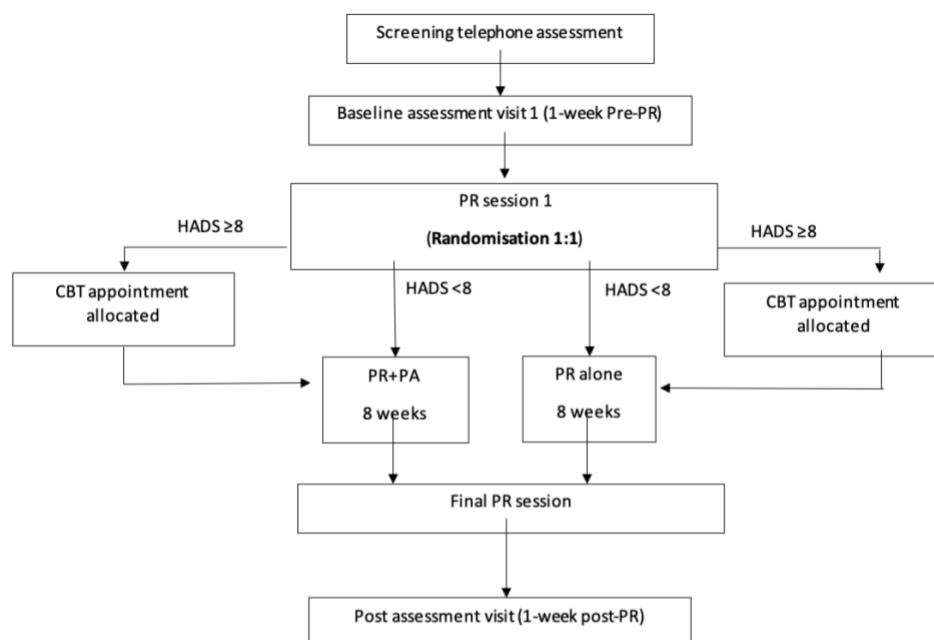 Screening telephone assessment
Baseline assessment visit 1 (1-week Pre-PR)
PR session 1
(Randomisation 1:1)
HADS ≥8
HADS ≥8
CBT appointment
allocated
HADS <8
HADS <8
CBT appointment
allocated
PR+PA
8 weeks
PR alone
8 weeks
Final PR session
Post assessment visit (1-week post-PR)